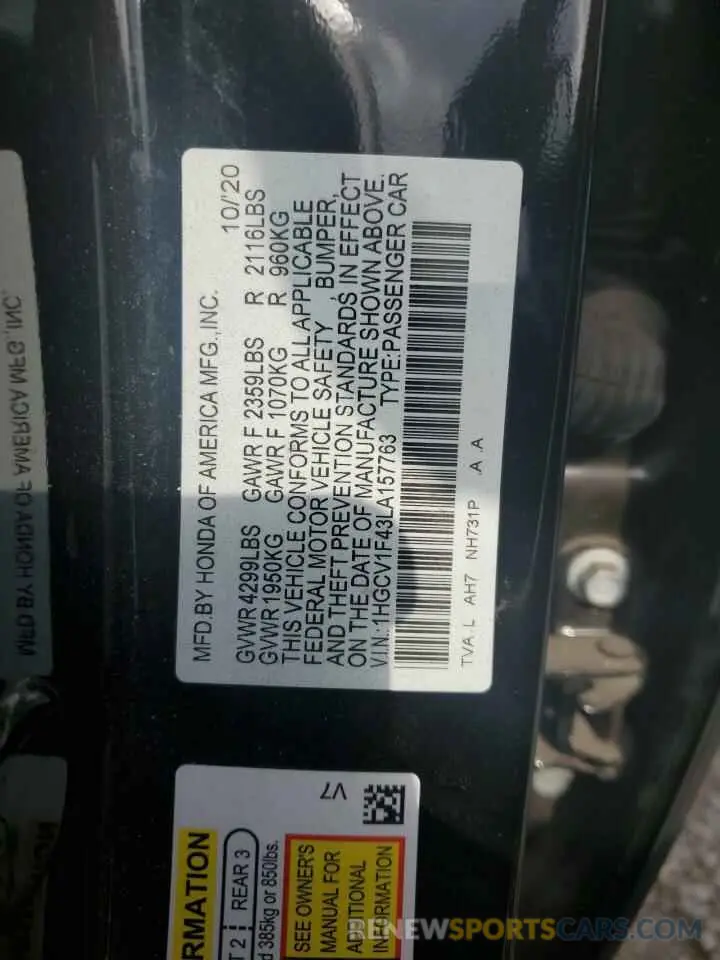 MFD.BY HONDA OF AMERICA MFG.,INC. 10/'20
GVWR 4299LBS GAWR F 2359LBS R 2116LBS
GVWR 1950KG GAWR F 1070KG R 960KG
THIS VEHICLE CONFORMS TO ALL APPLICABLE
FEDERAL MOTOR VEHICLE SAFETY BUMPER,
AND THEFT PREVENTION STANDARDS IN EFFECT
ON THE DATE OF MANUFACTURE SHOWN ABOVE.
V.I.N.:1HGCV1F43LA157763 TYPE:PASSENGER CAR
TVA L AH7 NH731P .A .A
MFD BY HONDA OF AMERICA MFG.,INC
V7
RMATION
T 2 REAR 3
d 385kg or 850lbs.
SEE OWNER'S
MANUAL FOR
ADDITIONAL
INFORMATION
RENEWSPORTSCARS.COM